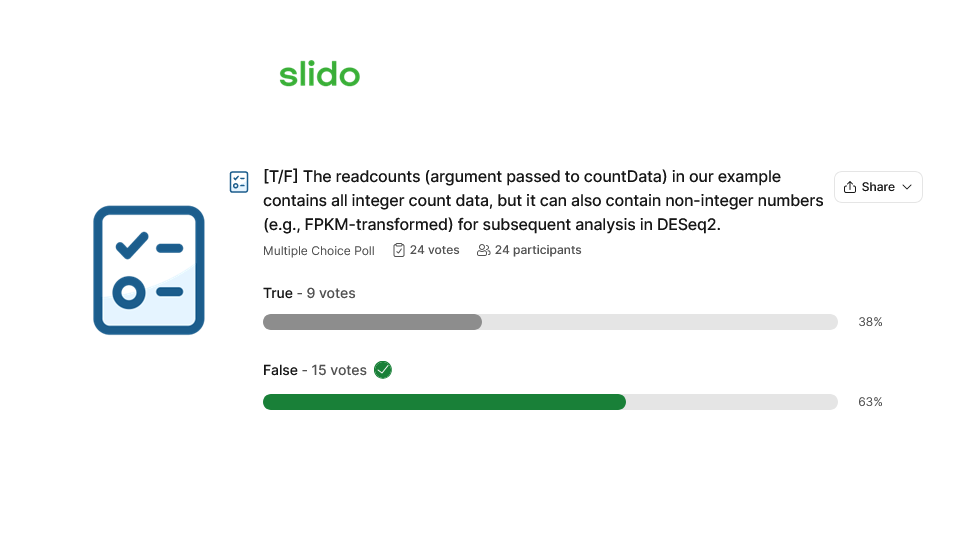 slido
[T/F] The readcounts (argument passed to countData) in our example
contains all integer count data, but it can also contain non-integer numbers
(e.g., FPKM-transformed) for subsequent analysis in DESeq2.
Share
Multiple Choice Poll 24 votes 24 participants
True - 9 votes
38%
False - 15 votes
63%